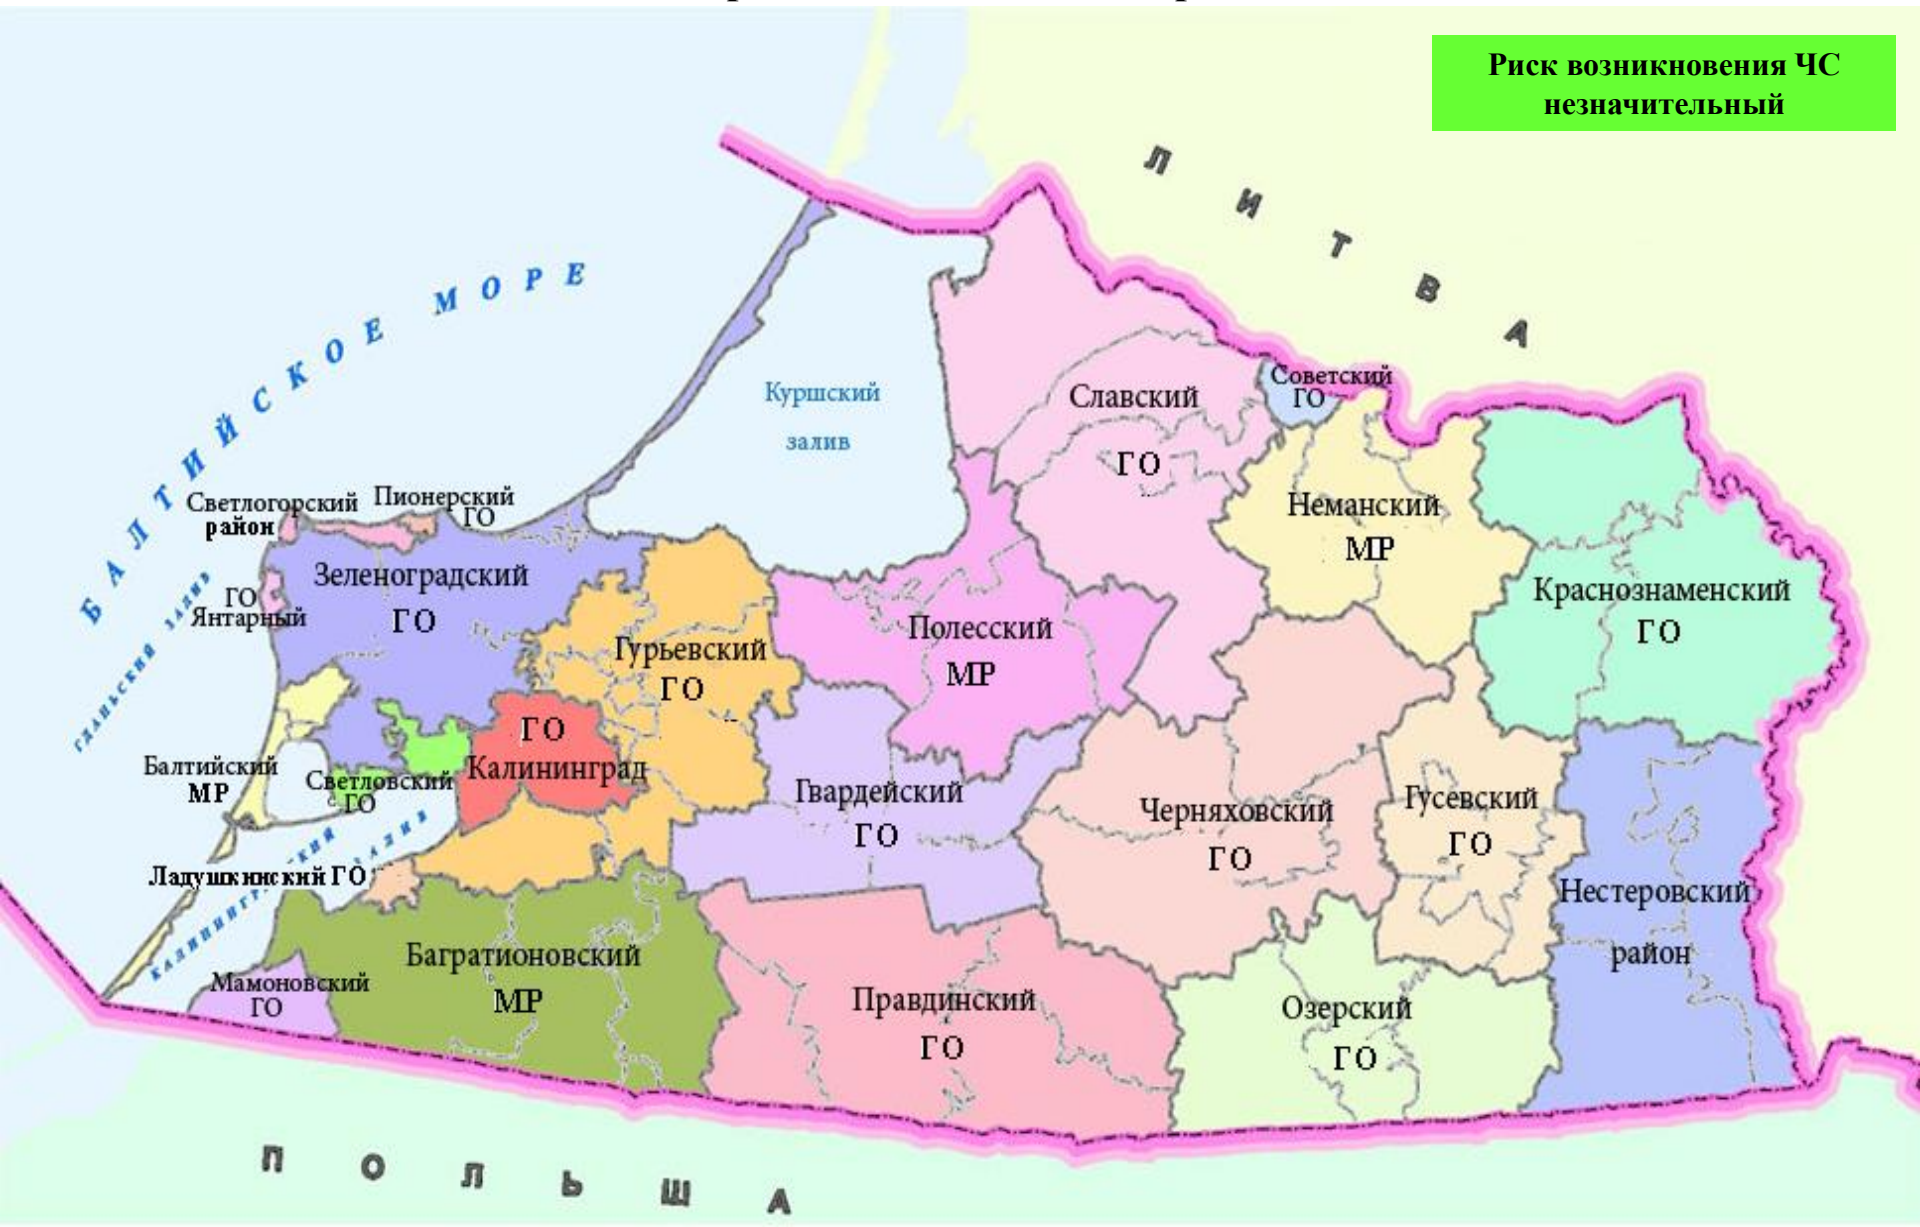 Риск возникновения ЧС
незначительный
ЛИТВА
БАЛТИЙСКОЕ МОРЕ
Куршский
залив
Славский
ГО
Советский
ГО
Неманский
МР
Краснознаменский
ГО
Светлогорский
район
Пионерский
ГО
Зеленоградский
ГО
ГО
Янтарный
ГДАНЬСКИЙ ЗАЛИВ
Гурьевский
ГО
Полесский
МР
ГО
Калининград
Балтийский
МР
Светловский
ГО
Гвардейский
ГО
Черняховский
ГО
Гусевский
ГО
Нестеровский
район
Ладушкинский ГО
Багратионовский
МР
Мамоновский
ГО
Правдинский
ГО
Озерский
ГО
ПОЛЬША